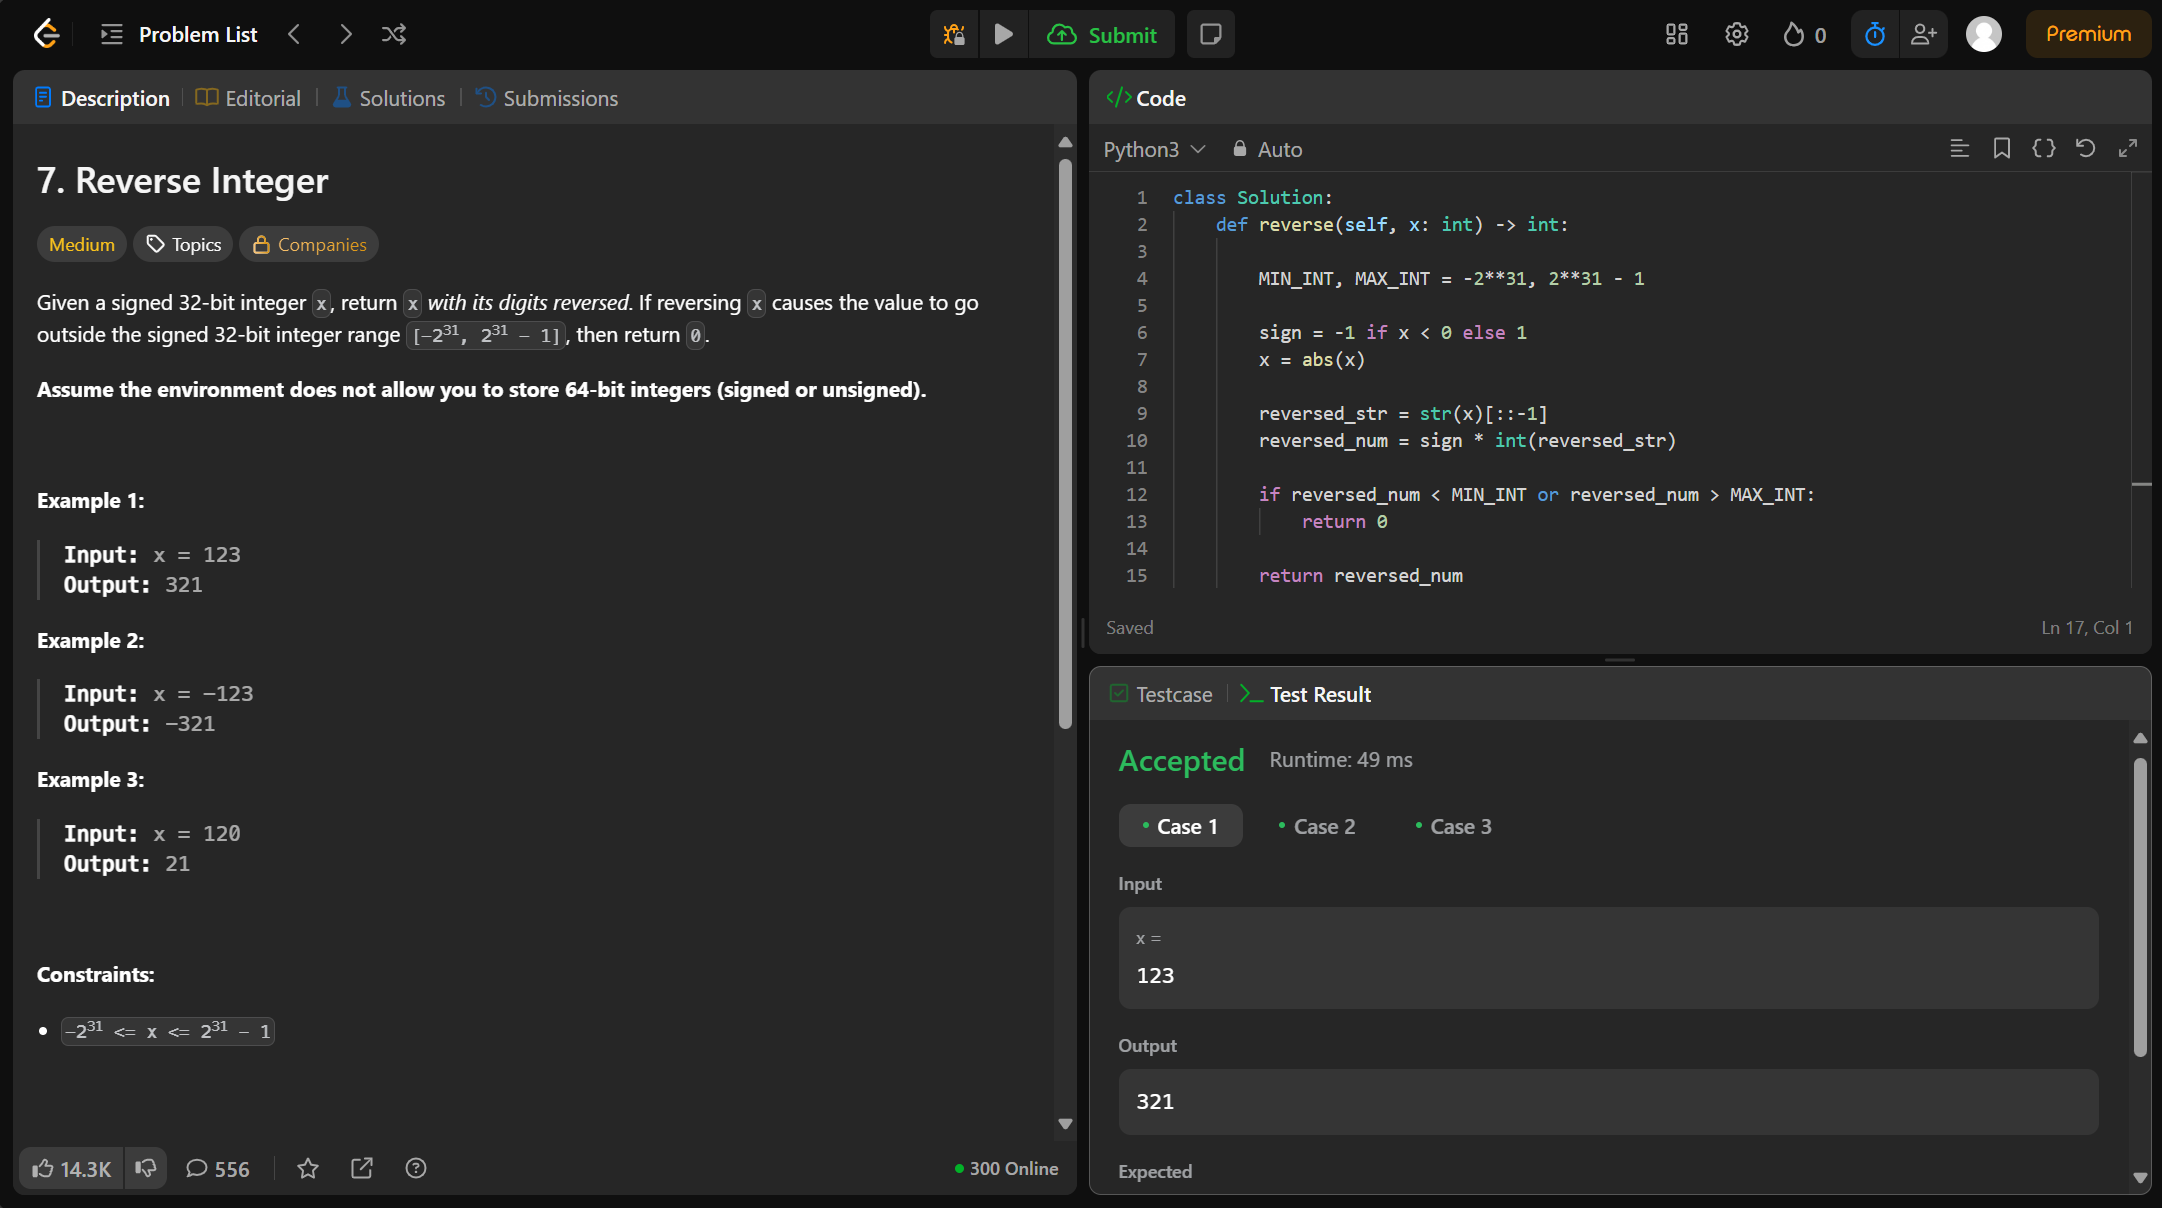 Problem List
Submit
0
Premium
Description
Editorial
Solutions
Submissions
7. Reverse Integer
Medium
Topics
Companies
Given a signed 32-bit integer x, return x with its digits reversed. If reversing x causes the value to go
outside the signed 32-bit integer range [-2³¹, 2³¹ - 1], then return 0.
Assume the environment does not allow you to store 64-bit integers (signed or unsigned).
Example 1:
Input: x = 123
Output: 321
Example 2:
Input: x = -123
Output: -321
Example 3:
Input: x = 120
Output: 21
Constraints:
-2³¹ <= x <= 2³¹ - 1
14.3K
556
300 Online
</> Code
Python3
Auto
1 class Solution:
2     def reverse(self, x: int) -> int:
3
4         MIN_INT, MAX_INT = -2**31, 2**31 - 1
5
6         sign = -1 if x < 0 else 1
7         x = abs(x)
8
9         reversed_str = str(x)[::-1]
10         reversed_num = sign * int(reversed_str)
11
12         if reversed_num < MIN_INT or reversed_num > MAX_INT:
13             return 0
14
15         return reversed_num
Saved
Ln 17, Col 1
Testcase
>_ Test Result
Accepted
Runtime: 49 ms
• Case 1
• Case 2
• Case 3
Input
x =
123
Output
321
Expected